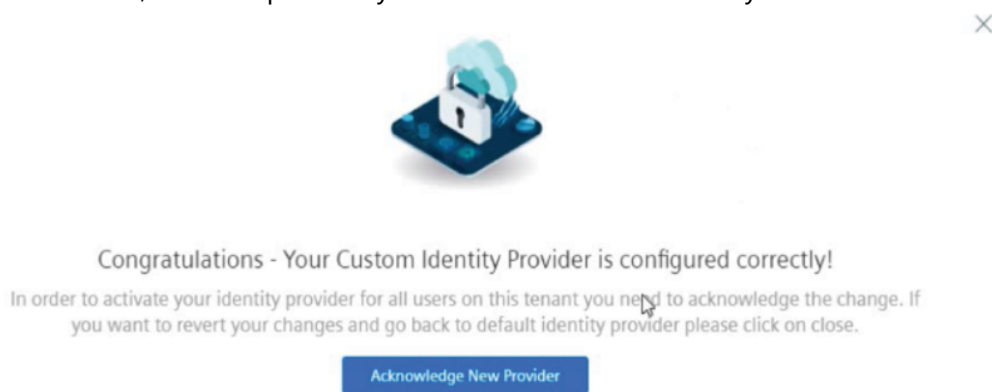 Congratulations - Your Custom Identity Provider is configured correctly!
In order to activate your identity provider for all users on this tenant you need to acknowledge the change. If
you want to revert your changes and go back to default identity provider please click on close.
Acknowledge New Provider